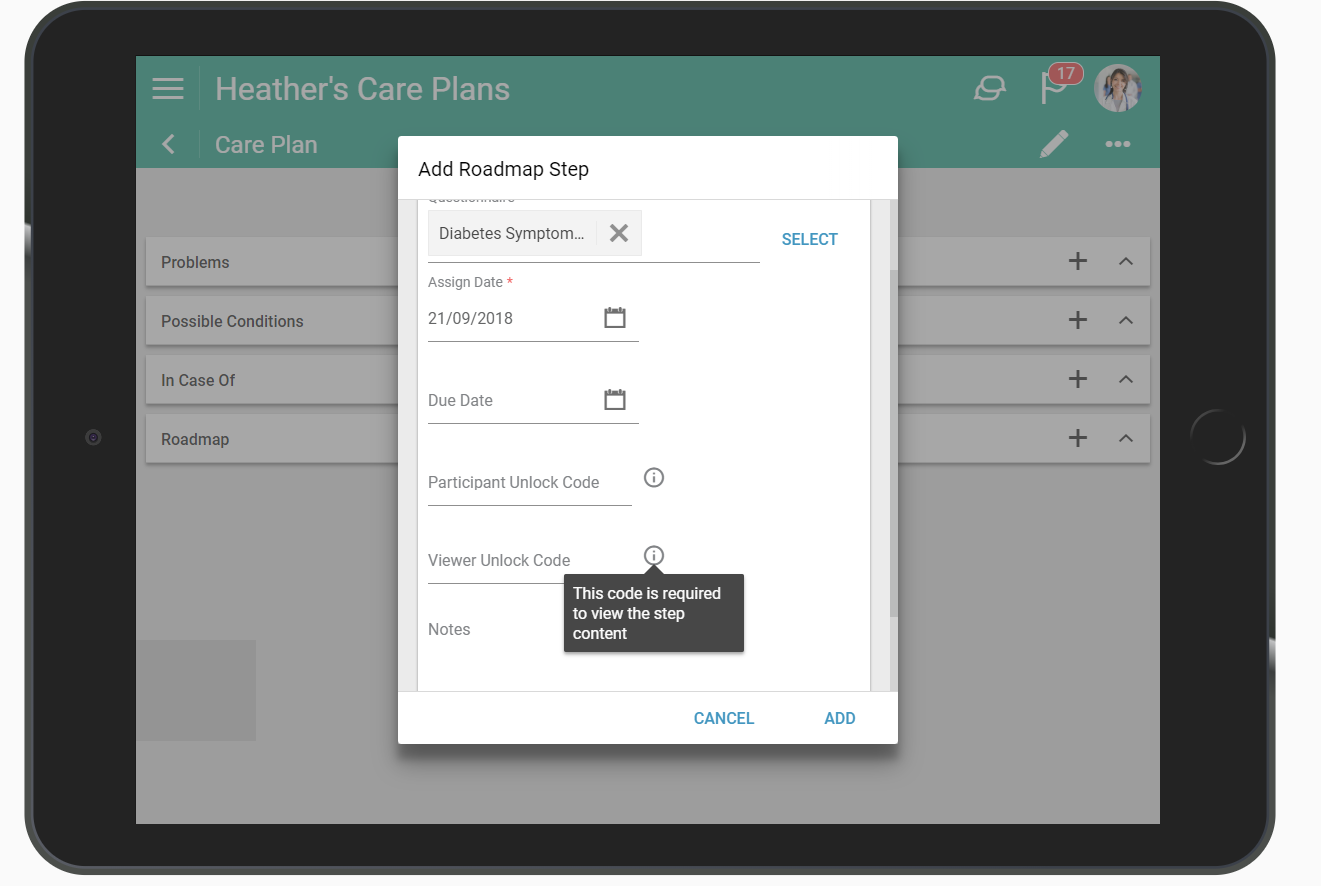 Heather's Care Plans
17
Care Plan
Add Roadmap Step
Questionnaire
Diabetes Symptom...
SELECT
Problems
Assign Date *
21/09/2018
Possible Conditions
In Case Of
Due Date
Roadmap
Participant Unlock Code
Viewer Unlock Code
This code is required
to view the step
content
Notes
CANCEL
ADD